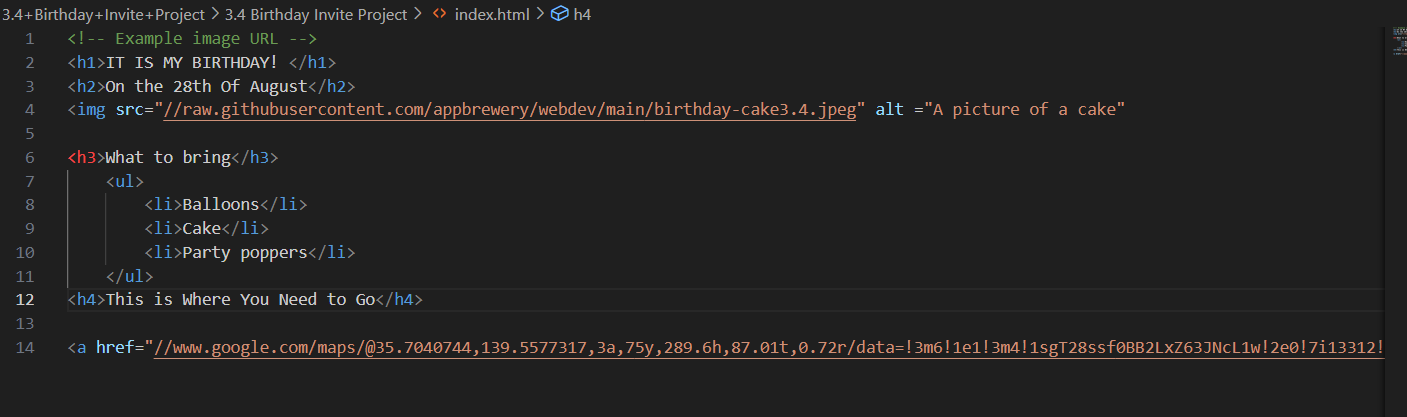 3.4+Birthday+Invite+Project > 3.4 Birthday Invite Project > <> index.html > h4
1 <!-- Example image URL -->
2 <h1>IT IS MY BIRTHDAY! </h1>
3 <h2>On the 28th Of August</h2>
4 <img src="//raw.githubusercontent.com/appbrewery/webdev/main/birthday-cake3.4.jpeg" alt ="A picture of a cake"
5
6 <h3>What to bring</h3>
7 <ul>
8 <li>Balloons</li>
9 <li>Cake</li>
10 <li>Party poppers</li>
11 </ul>
12 <h4>This is Where You Need to Go</h4>
13
14 <a href="//www.google.com/maps/@35.7040744,139.5577317,3a,75y,289.6h,87.01t,0.72r/data=!3m6!1e1!3m4!1sgT28ssf0BB2LxZ63JNcL1w!2e0!7i13312!